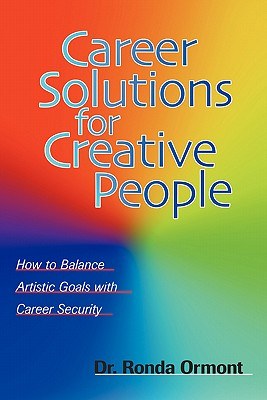 Career
Solutions
for
Creative
People
How to Balance
Artistic Goals with
Career Security
Dr. Ronda Ormont